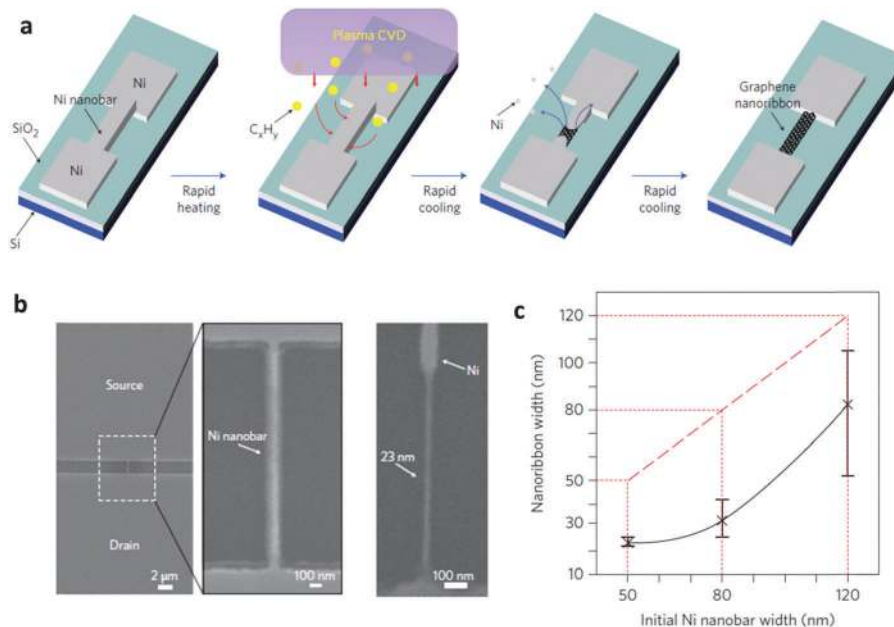 a
Ni
Ni nanobar
SiO2
Ni
Si
Rapid
heating
Plasma CVD
CxHy
Rapid
cooling
Ni
Rapid
cooling
Graphene
nanoribbon
b
Source
Drain
2 µm
Ni nanobar
100 nm
Ni
23 nm
100 nm
c
Nanoribbon width (nm)
120
100
80
50
30
10
50
80
120
Initial Ni nanobar width (nm)